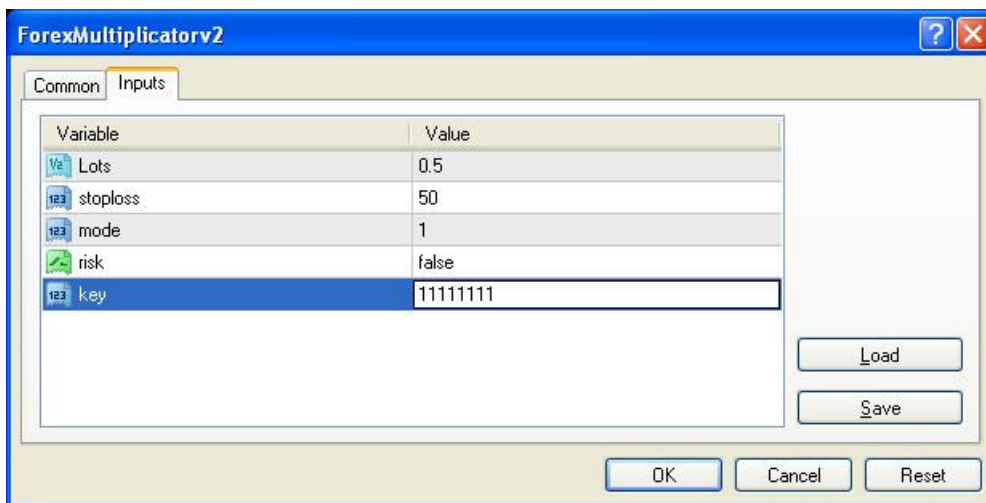 ForexMultiplicatorv2
Common Inputs
Variable Value
Lots 0.5
stoploss 50
mode 1
risk false
key 11111111
Load
Save
OK Cancel Reset